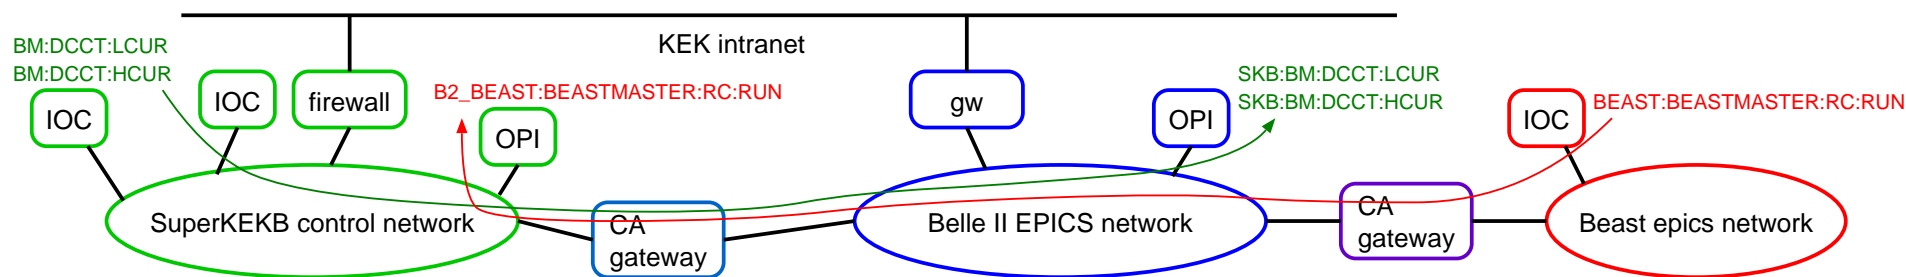 KEK intranet
BM:DCCT:LCUR
BM:DCCT:HCUR
IOC
IOC
firewall
B2_BEAST:BEASTMASTER:RC:RUN
OPI
gw
OPI
SKB:BM:DCCT:LCUR
SKB:BM:DCCT:HCUR
IOC
BEAST:BEASTMASTER:RC:RUN
SuperKEKB control network
CA
gateway
Belle II EPICS network
CA
gateway
Beast epics network